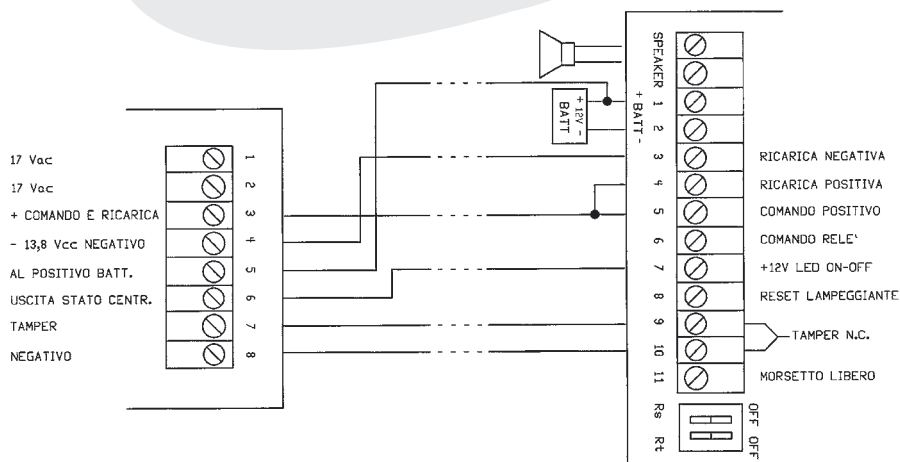 17 Vac 1
17 Vac 2
+ COMANDO E RICARICA 3
- 13,8 Vcc NEGATIVO 4
AL POSITIVO BATT. 5
USCITA STATO CENTR. 6
TAMPER 7
NEGATIVO 8
+ 12V -
BATT
SPEAKER
+ BATT -
1
2
3 RICARICA NEGATIVA
4 RICARICA POSITIVA
5 COMANDO POSITIVO
6 COMANDO RELE'
7 +12V LED ON-OFF
8 RESET LAMPEGGIANTE
9
10
TAMPER N.C.
11 MORSETTO LIBERO
Rs OFF
Rt OFF